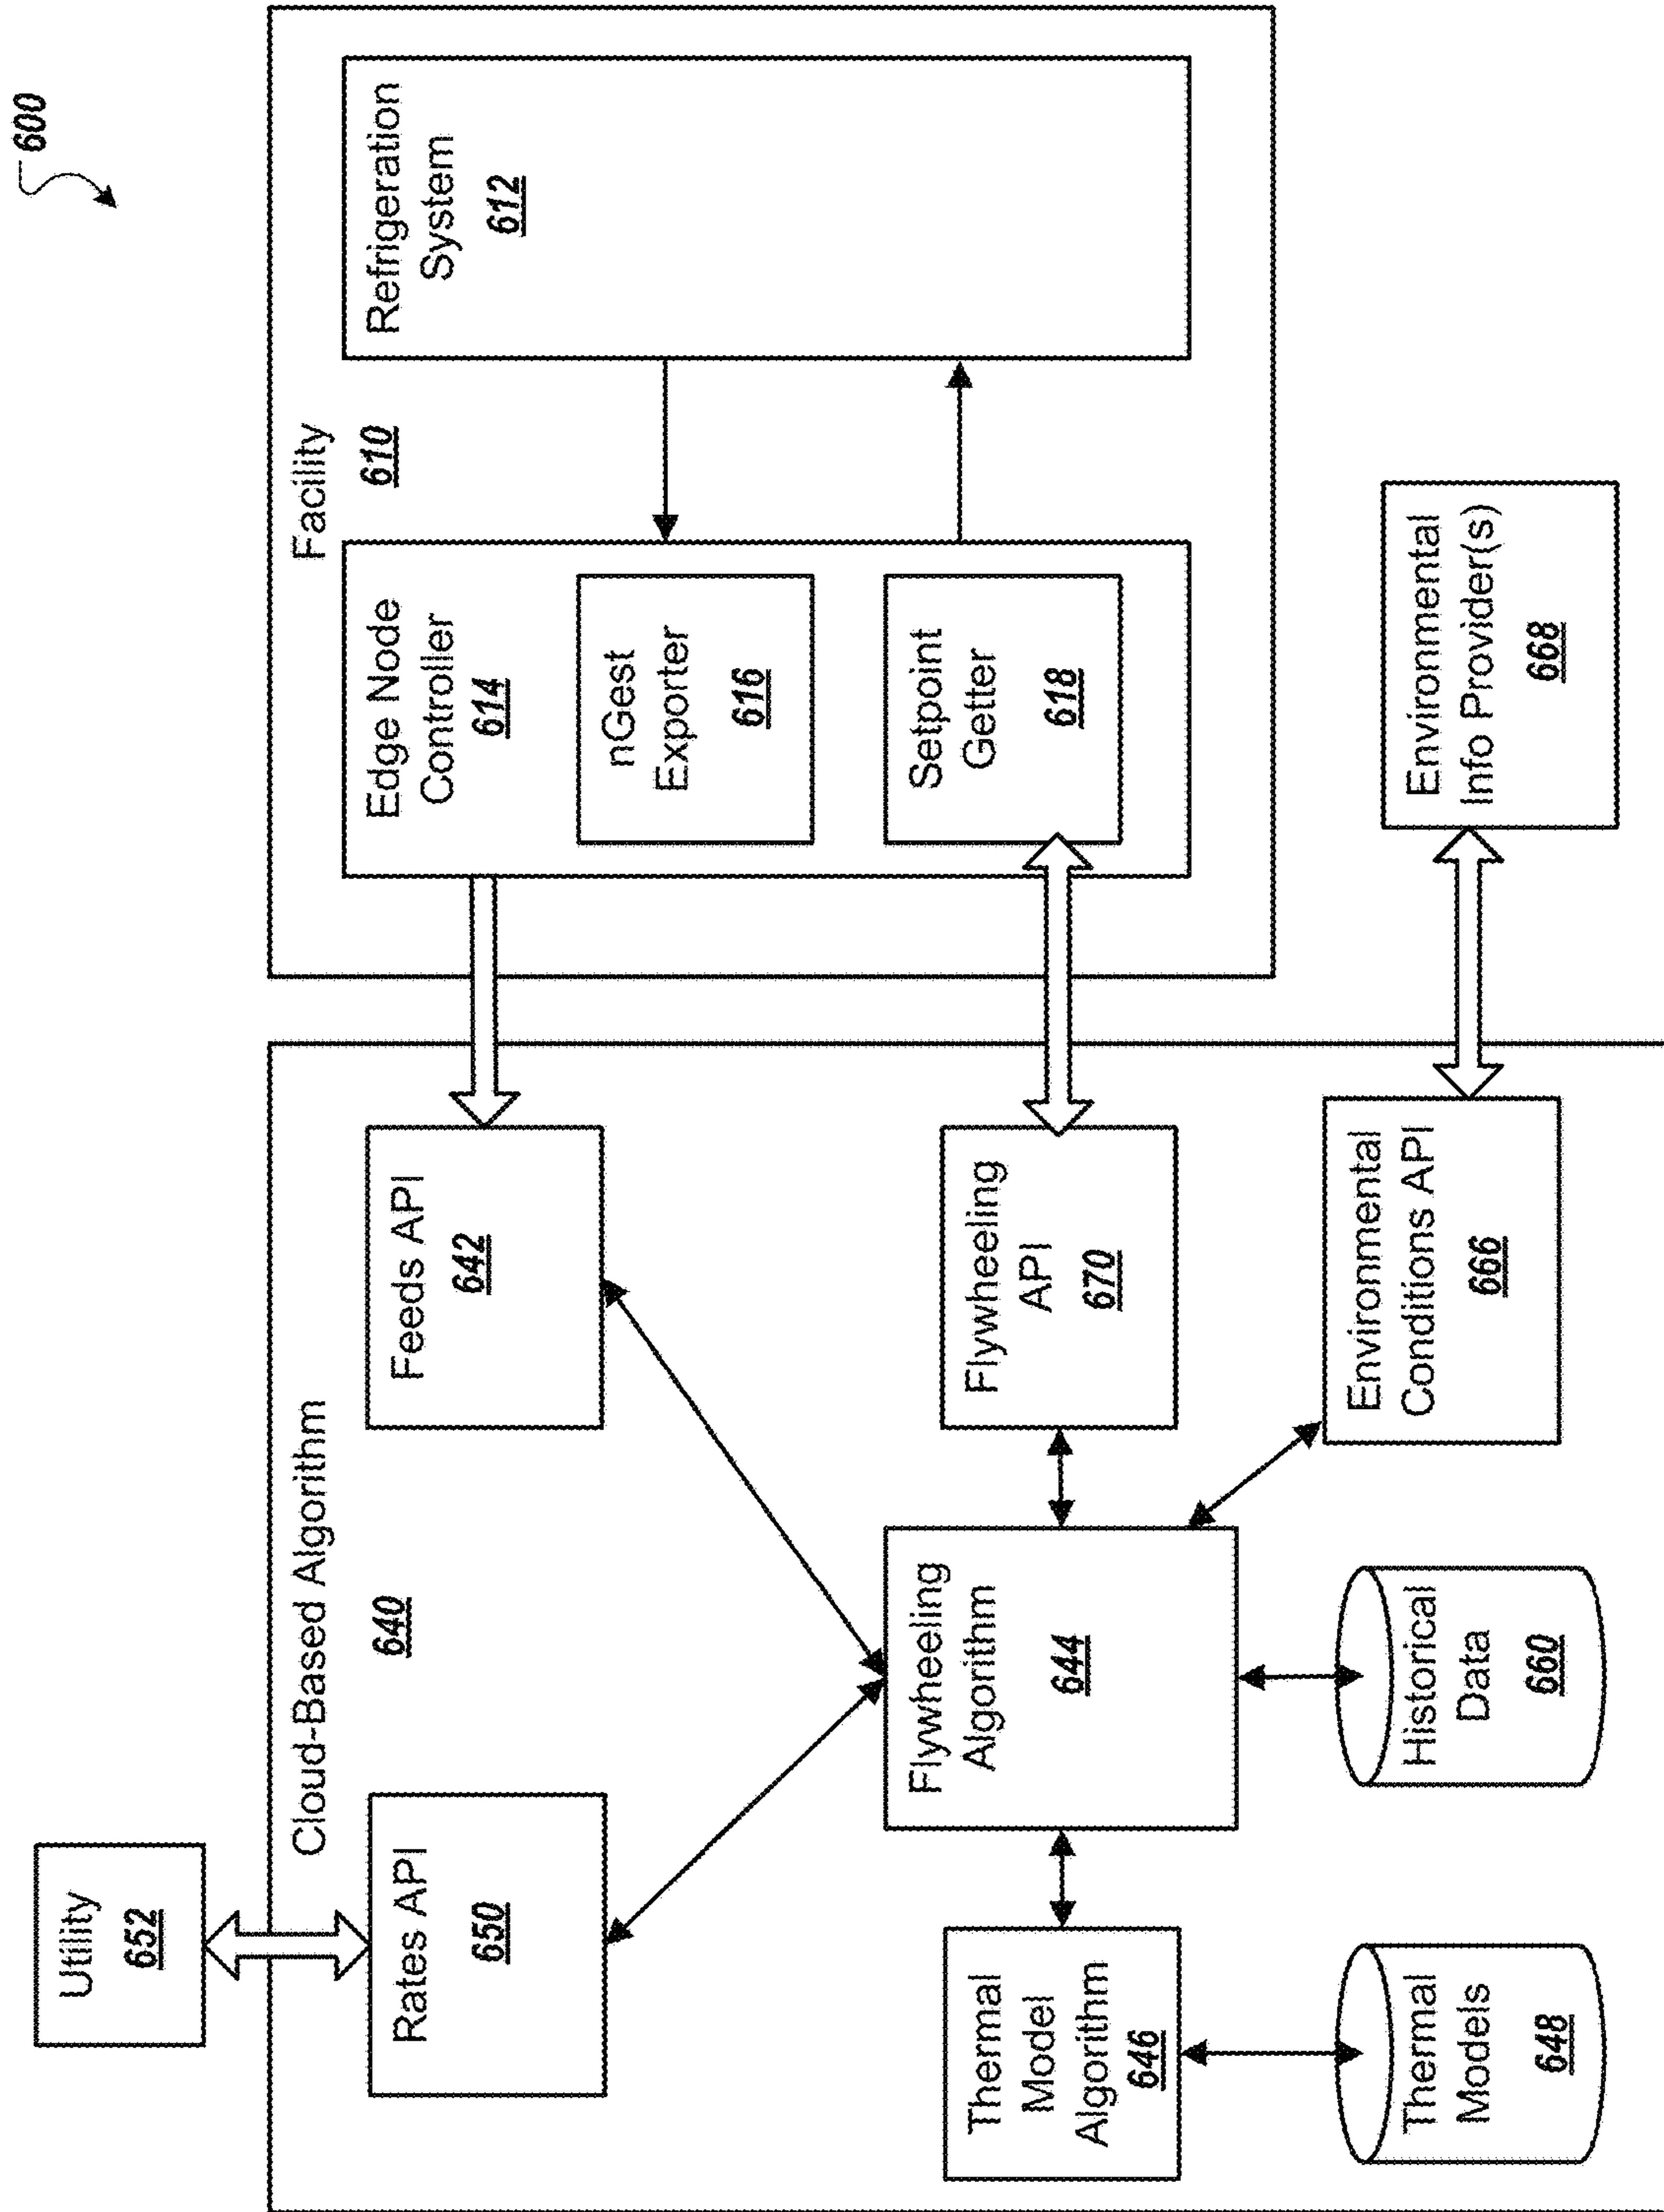 600
Utility
652
Cloud-Based Algorithm
640
Rates API
650
Feeds API
642
Thermal
Model
Algorithm
646
Flywheeling
Algorithm
644
Flywheeling
API
670
Thermal
Models
648
Historical
Data
660
Environmental
Conditions API
666
Facility
610
Edge Node
Controller
614
nGest
Exporter
616
Setpoint
Getter
618
Refrigeration
System
612
Environmental
Info Provider(s)
668